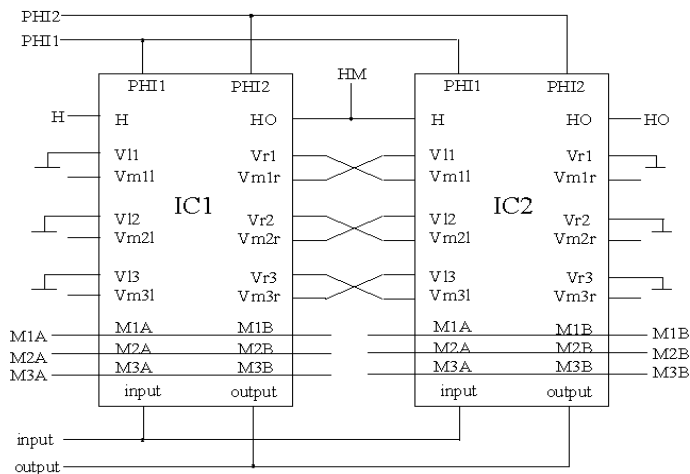 PHI2
PHI1
PHI1 PHI2 HM PHI1 PHI2
H H HO H HO HO
Vl1 Vr1 Vl1 Vr1
Vm1l Vm1r Vm1l Vm1r
IC1 IC2
Vl2 Vr2 Vl2 Vr2
Vm2l Vm2r Vm2l Vm2r
Vl3 Vr3 Vl3 Vr3
Vm3l Vm3r Vm3l Vm3r
M1A M1A M1B M1A M1B M1B
M2A M2A M2B M2A M2B M2B
M3A M3A M3B M3A M3B M3B
input output input output
input
output